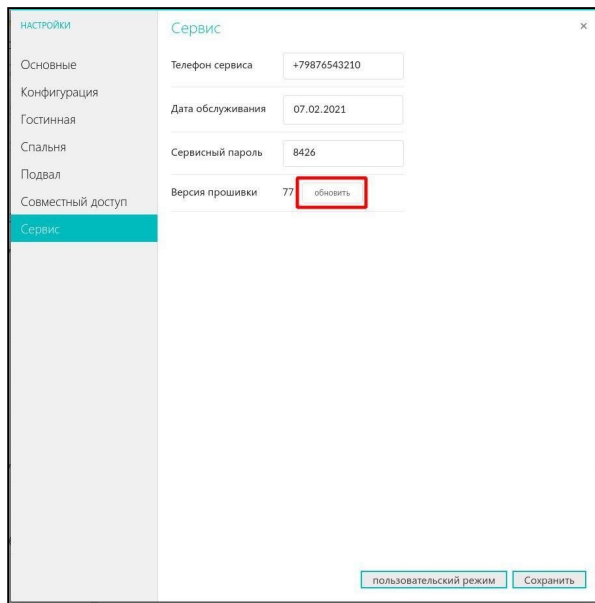 НАСТРОЙКИ
Основные
Конфигурация
Гостинная
Спальня
Подвал
Совместный доступ
Сервис
Сервис
×
Телефон сервиса +79876543210
Дата обслуживания 07.02.2021
Сервисный пароль 8426
Версия прошивки 77 обновить
пользовательский режим Сохранить